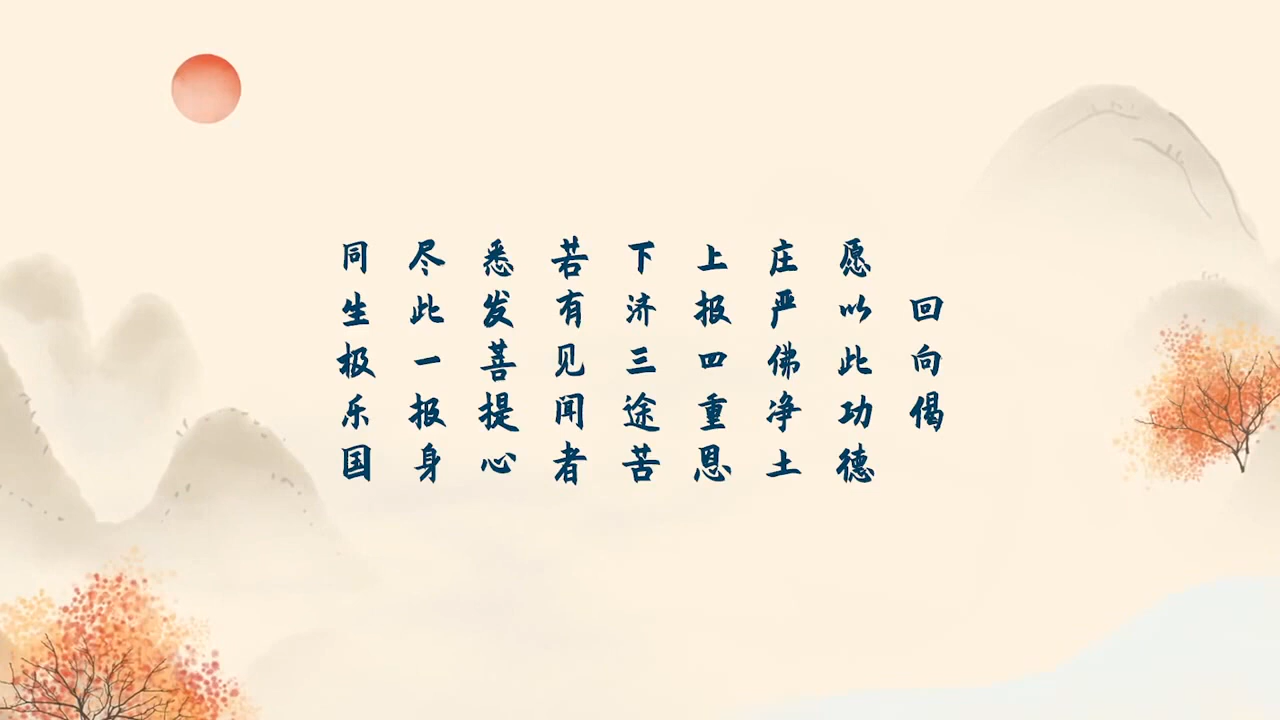 回向偈
愿以此功德
庄严佛净土
上报四重恩
下济三途苦
若有见闻者
悉发菩提心
尽此一报身
同生极乐国